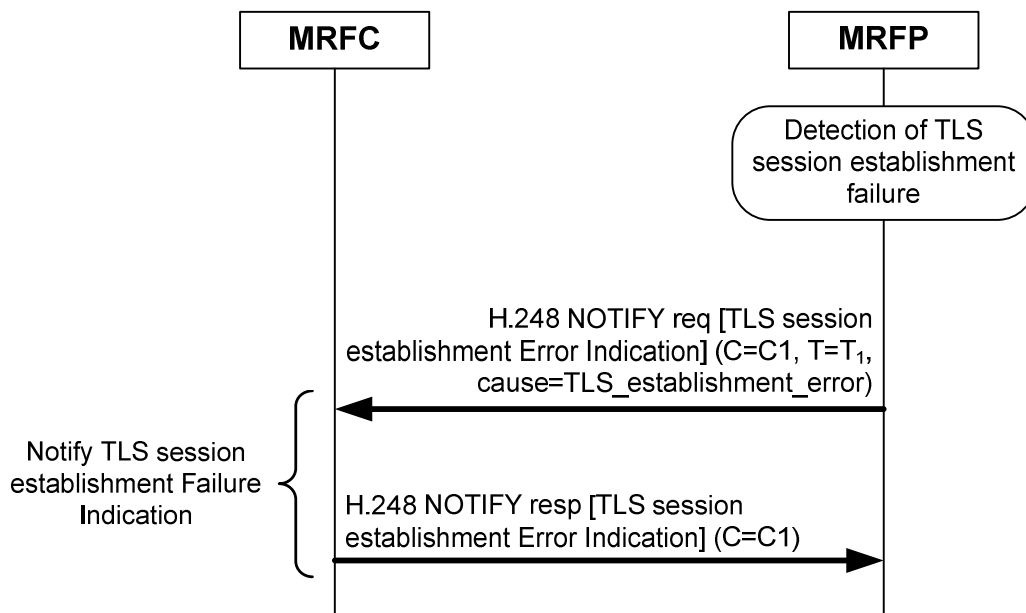 MRFC
MRFP
Detection of TLS
session establishment
failure
H.248 NOTIFY req [TLS session
establishment Error Indication] (C=C1, T=T₁,
cause=TLS_establishment_error)
Notify TLS session
establishment Failure
Indication
H.248 NOTIFY resp [TLS session
establishment Error Indication] (C=C1)